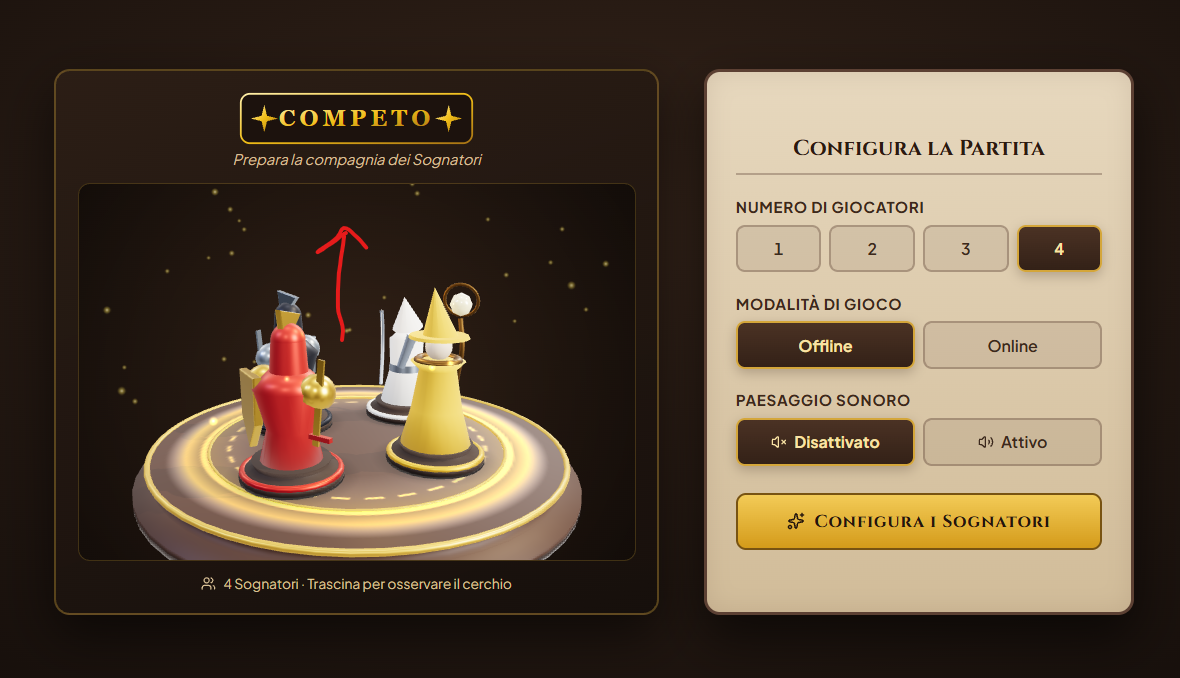 COMPETO
Prepara la compagnia dei Sognatori
4 Sognatori · Trascina per osservare il cerchio
Configura la Partita
NUMERO DI GIOCATORI
1 2 3 4
MODALITÀ DI GIOCO
Offline Online
PAESAGGIO SONORO
Disattivato Attivo
Configura i Sognatori